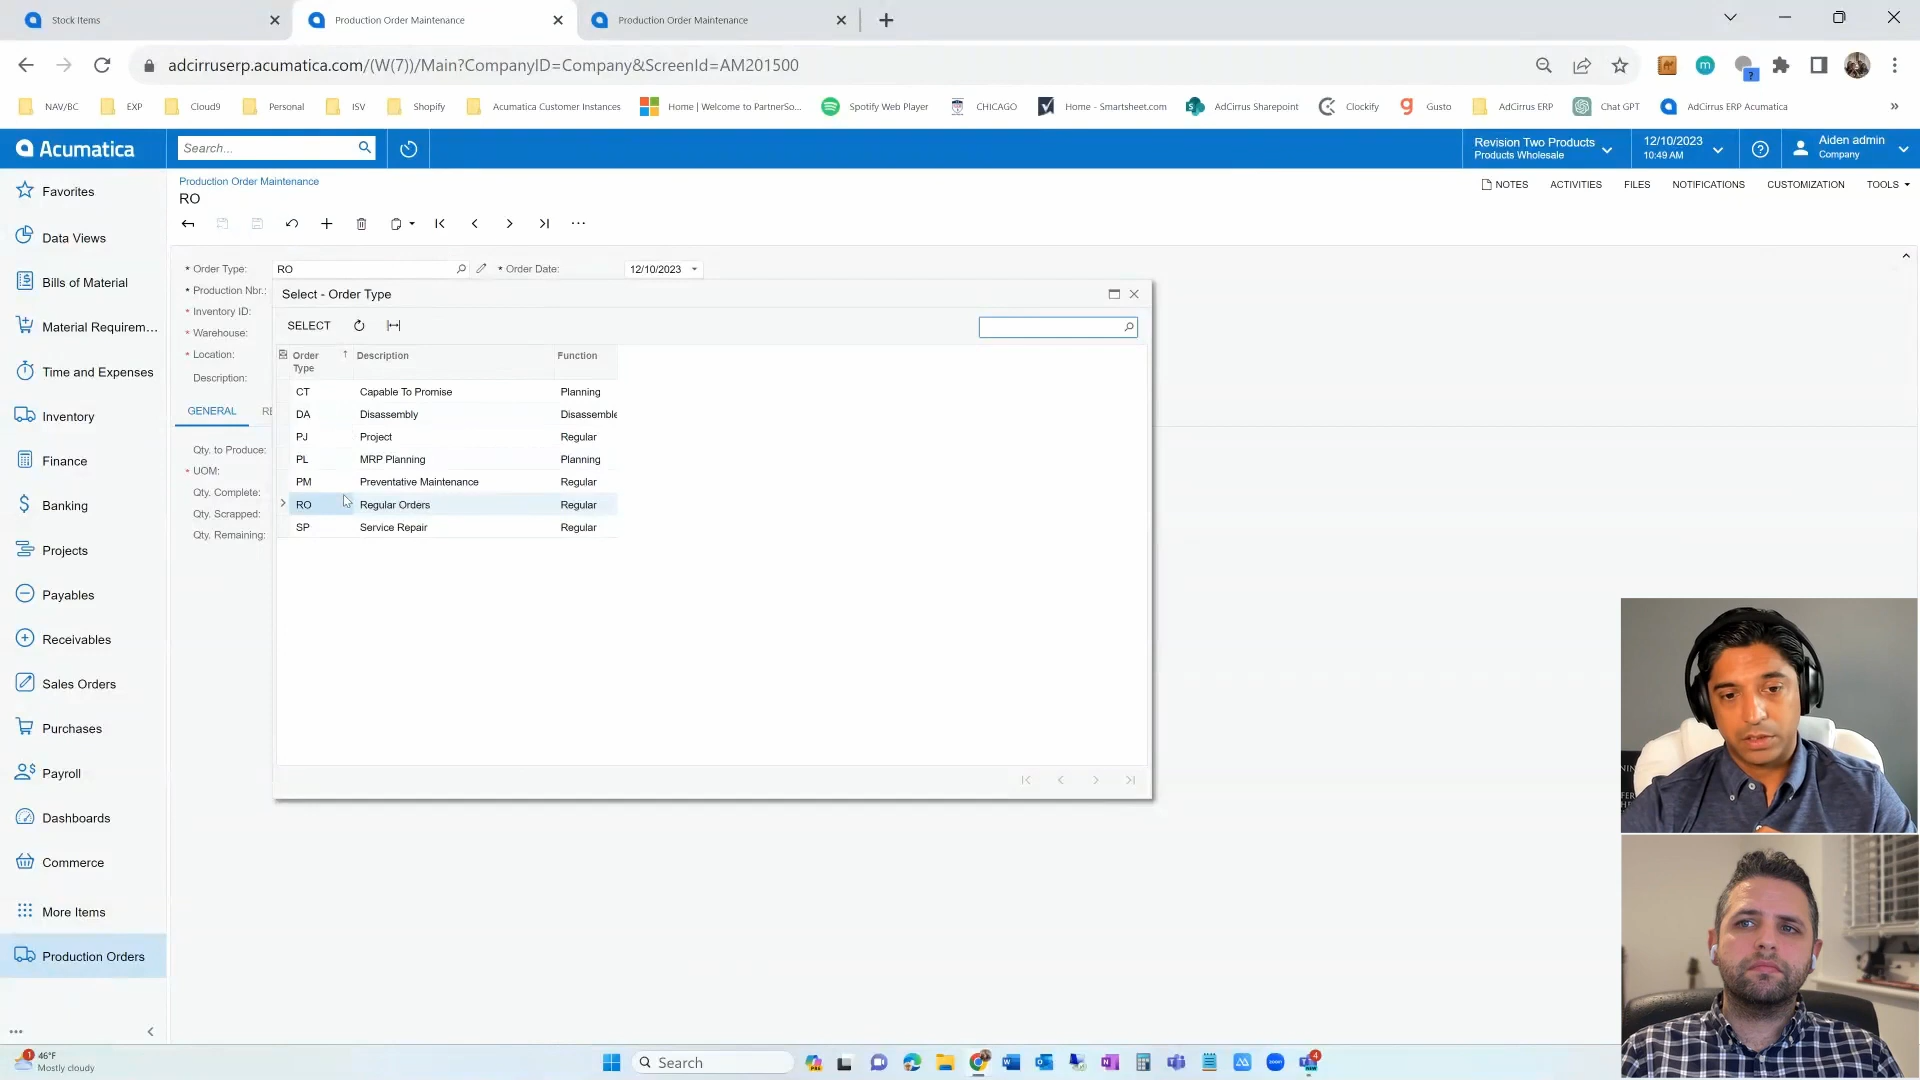 Stock Items
Production Order Maintenance
Production Order Maintenance
adcirruserp.acumatica.com/(W(7))/Main?CompanyID=Company&ScreenId=AM201500
NAV/BC
EXP
Cloud9
Personal
ISV
Shopify
Acumatica Customer Instances
Home | Welcome to PartnerSo...
Spotify Web Player
CHICAGO
Home - Smartsheet.com
AdCirrus Sharepoint
Clockify
Gusto
AdCirrus ERP
Chat GPT
AdCirrus ERP Acumatica
»
Acumatica
Search...
Revision Two Products
Products Wholesale
12/10/2023
10:49 AM
Aiden admin
Company
Favorites
Data Views
Bills of Material
Material Requirem...
Time and Expenses
Inventory
Finance
Banking
Projects
Payables
Receivables
Sales Orders
Purchases
Payroll
Dashboards
Commerce
More Items
Production Orders
Production Order Maintenance
RO
NOTES
ACTIVITIES
FILES
NOTIFICATIONS
CUSTOMIZATION
TOOLS
* Order Type:
RO
* Order Date:
12/10/2023
* Production Nbr.:
* Inventory ID:
* Warehouse:
* Location:
Description:
GENERAL
RE
Qty. to Produce:
* UOM:
Qty. Complete:
Qty. Scrapped:
Qty. Remaining:
Select - Order Type
SELECT
Order Type
Description
Function
CT Capable To Promise Planning
DA Disassembly Disassemble
PJ Project Regular
PL MRP Planning Planning
PM Preventative Maintenance Regular
RO Regular Orders Regular
SP Service Repair Regular
46°F
Mostly cloudy
Search